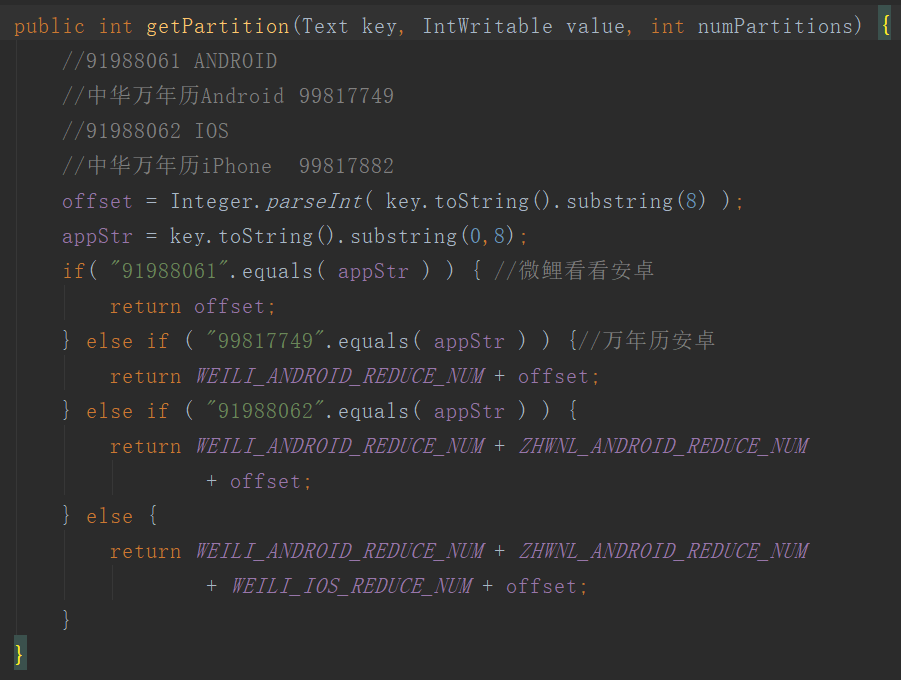 public int getPartition(Text key, IntWritable value, int numPartitions) {
//91988061 ANDROID
//中华万年历Android 99817749
//91988062 IOS
//中华万年历iPhone  99817882
offset = Integer.parseInt( key.toString().substring(8) );
appStr = key.toString().substring(0,8);
if( "91988061".equals( appStr ) ) { //微鲤看看安卓
return offset;
} else if ( "99817749".equals( appStr ) ) {//万年历安卓
return WEILI_ANDROID_REDUCE_NUM + offset;
} else if ( "91988062".equals( appStr ) ) {
return WEILI_ANDROID_REDUCE_NUM + ZHWNL_ANDROID_REDUCE_NUM
+ offset;
} else {
return WEILI_ANDROID_REDUCE_NUM + ZHWNL_ANDROID_REDUCE_NUM
+ WEILI_IOS_REDUCE_NUM + offset;
}
}